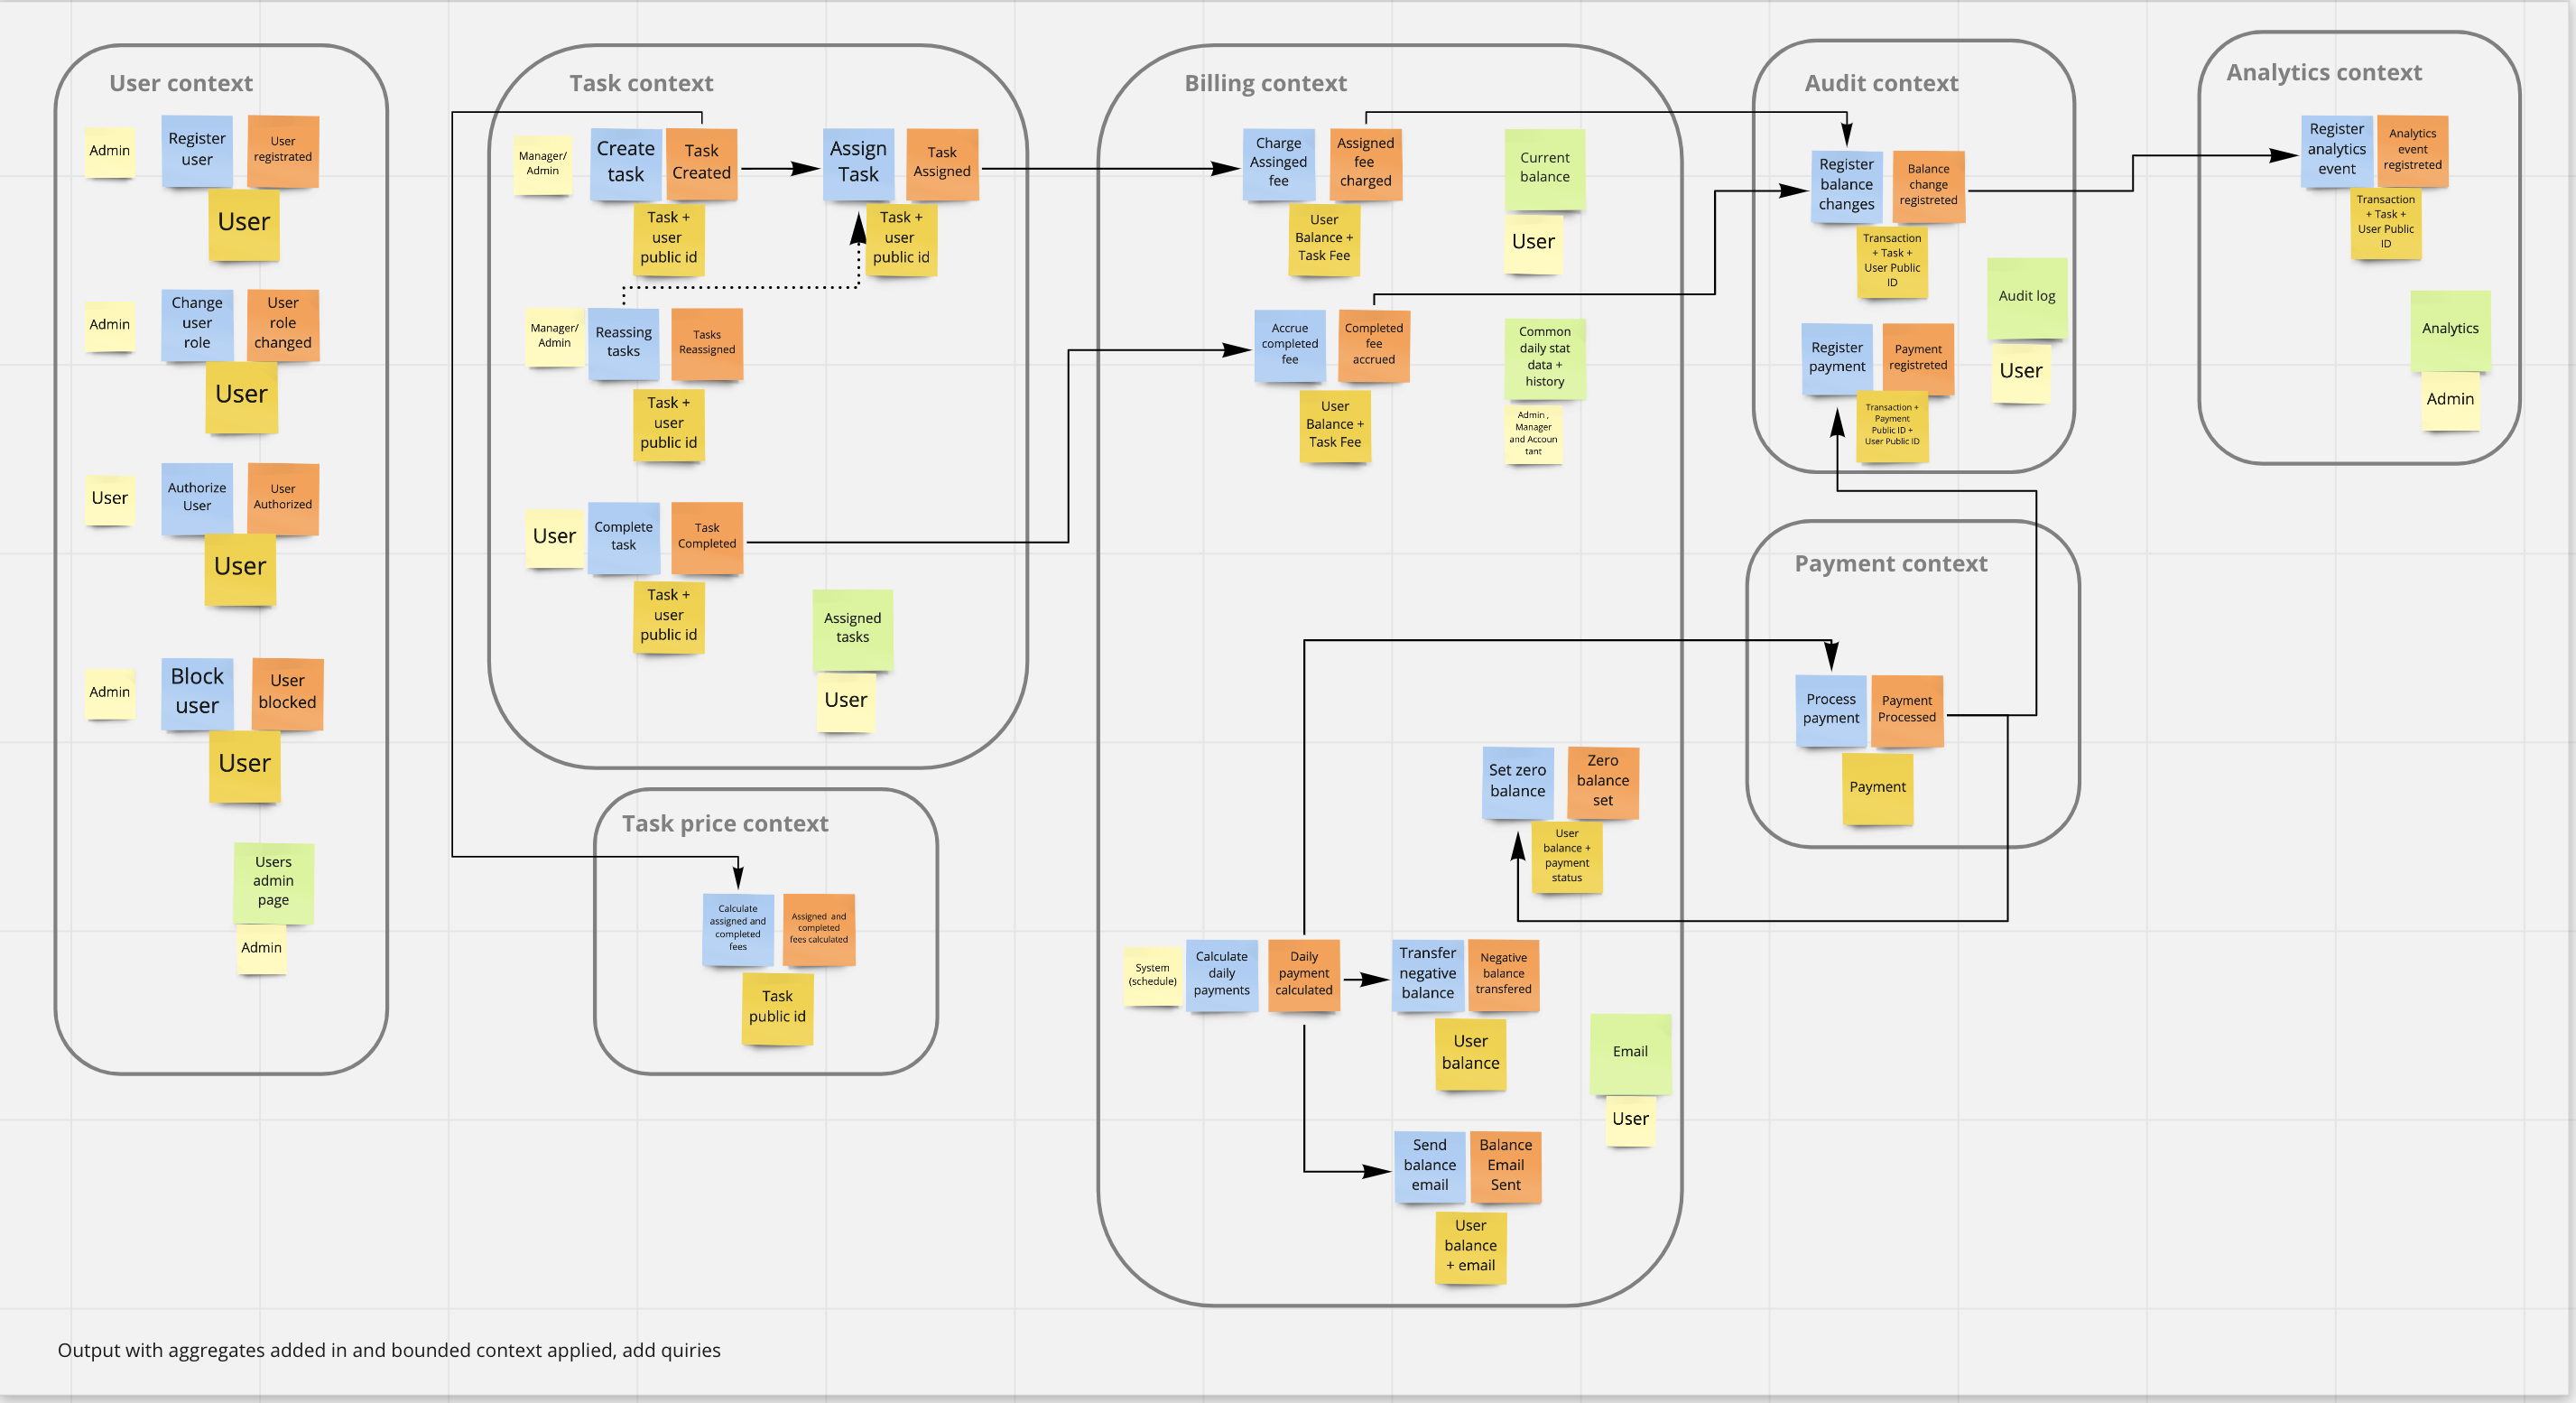 User context
Admin
Register
user
User
registrated
User
Admin
Change
user
role
User
role
changed
User
User
Authorize
User
User
Authorized
User
Admin
Block
user
User
blocked
User
Users
admin
page
Admin
Task context
Manager/
Admin
Create
task
Task
Created
Task +
user
public id
Assign
Task
Task
Assigned
Task +
user
public id
Manager/
Admin
Reassing
tasks
Tasks
Reassigned
Task +
user
public id
User
Complete
task
Task
Completed
Task +
user
public id
Assigned
tasks
User
Task price context
Calculate
assigned and
completed
fees
Assigned and
completed
fees calculated
Task
public id
Billing context
Charge
Assinged
fee
Assigned
fee
charged
User
Balance +
Task Fee
Current
balance
User
Accrue
completed
fee
Completed
fee
accrued
User
Balance +
Task Fee
Common
daily stat
data +
history
Admin ,
Manager
and Accoun
tant
Set zero
balance
Zero
balance
set
User
balance +
payment
status
System
(schedule)
Calculate
daily
payments
Daily
payment
calculated
Transfer
negative
balance
Negative
balance
transfered
User
balance
Email
User
Send
balance
email
Balance
Email
Sent
User
balance
+ email
Audit context
Register
balance
changes
Balance
change
registreted
Transaction
+ Task +
User Public
ID
Audit log
User
Register
payment
Payment
registreted
Transaction +
Payment
Public ID +
User Public ID
Payment context
Process
payment
Payment
Processed
Payment
Analytics context
Register
analytics
event
Analytics
event
registreted
Transaction
+ Task +
User Public
ID
Analytics
Admin
Output with aggregates added in and bounded context applied, add quiries